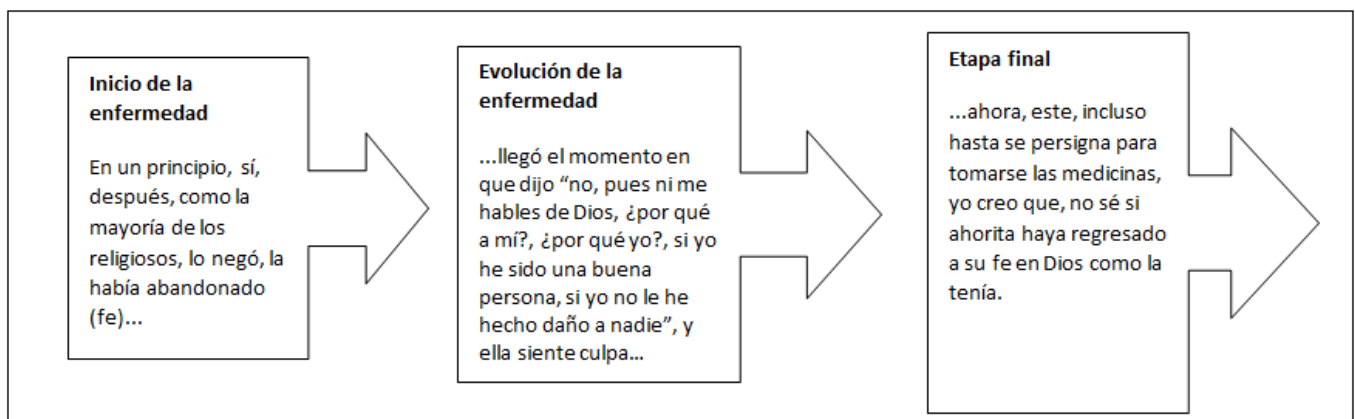 Inicio de la
enfermedad
En un principio, sí,
después, como la
mayoría de los
religiosos, lo negó, la
había abandonado
(fe)...
Evolución de la
enfermedad
...llegó el momento en
que dijo “no, pues ni me
hables de Dios, ¿por qué
a mí?, ¿por qué yo?, si yo
he sido una buena
persona, si yo no le he
hecho daño a nadie”, y
ella siente culpa...
Etapa final
...ahora, este, incluso
hasta se persigna para
tomarse las medicinas,
yo creo que, no sé si
ahorita haya regresado
a su fe en Dios como la
tenía.